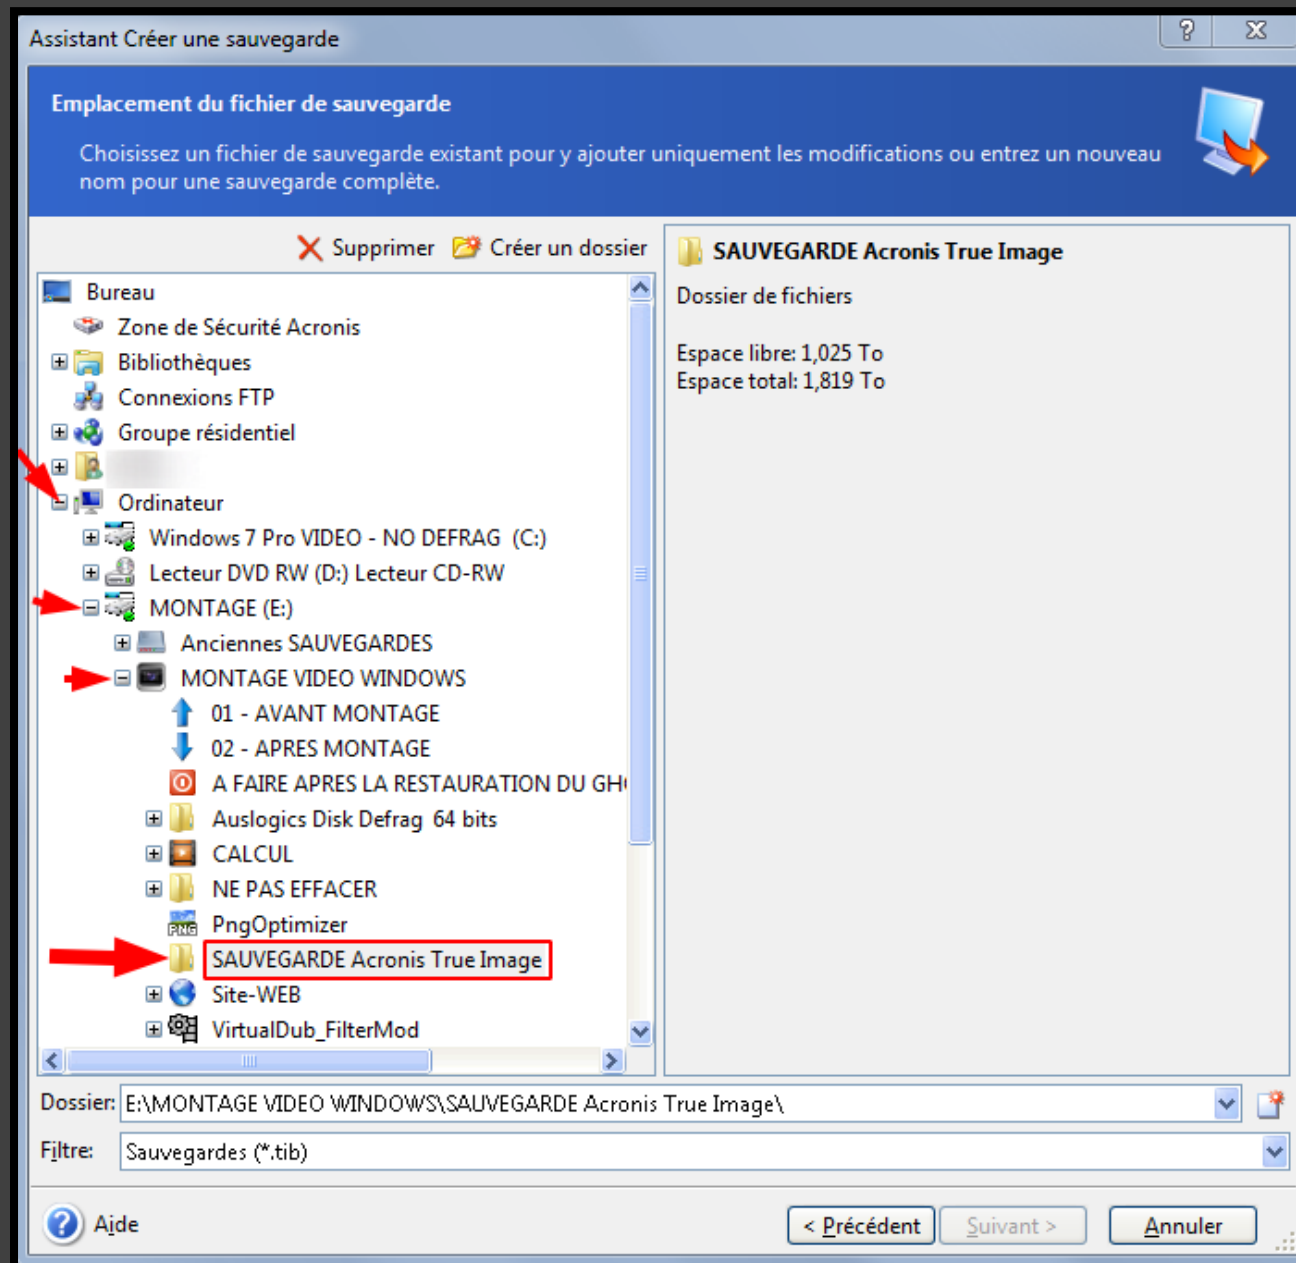 Assistant Créer une sauvegarde
Emplacement du fichier de sauvegarde
Choisissez un fichier de sauvegarde existant pour y ajouter uniquement les modifications ou entrez un nouveau
nom pour une sauvegarde complète.
Supprimer Créer un dossier
Bureau
Zone de Sécurité Acronis
Bibliothèques
Connexions FTP
Groupe résidentiel
Ordinateur
Windows 7 Pro VIDEO - NO DEFRAG (C:)
Lecteur DVD RW (D:) Lecteur CD-RW
MONTAGE (E:)
Anciennes SAUVEGARDES
MONTAGE VIDEO WINDOWS
01 - AVANT MONTAGE
02 - APRES MONTAGE
A FAIRE APRES LA RESTAURATION DU
Auslogics Disk Defrag 64 bits
CALCUL
NE PAS EFFACER
PngOptimizer
SAUVEGARDE Acronis True Image
Site-WEB
VirtualDub_FilterMod
SAUVEGARDE Acronis True Image
Dossier de fichiers
Espace libre: 1,025 To
Espace total: 1,819 To
Dossier: E:\MONTAGE VIDEO WINDOWS\SAUVEGARDE Acronis True Image\
Filtre: Sauvegardes (*.tib)
Aide
< Précédent
Suivant >
Annuler